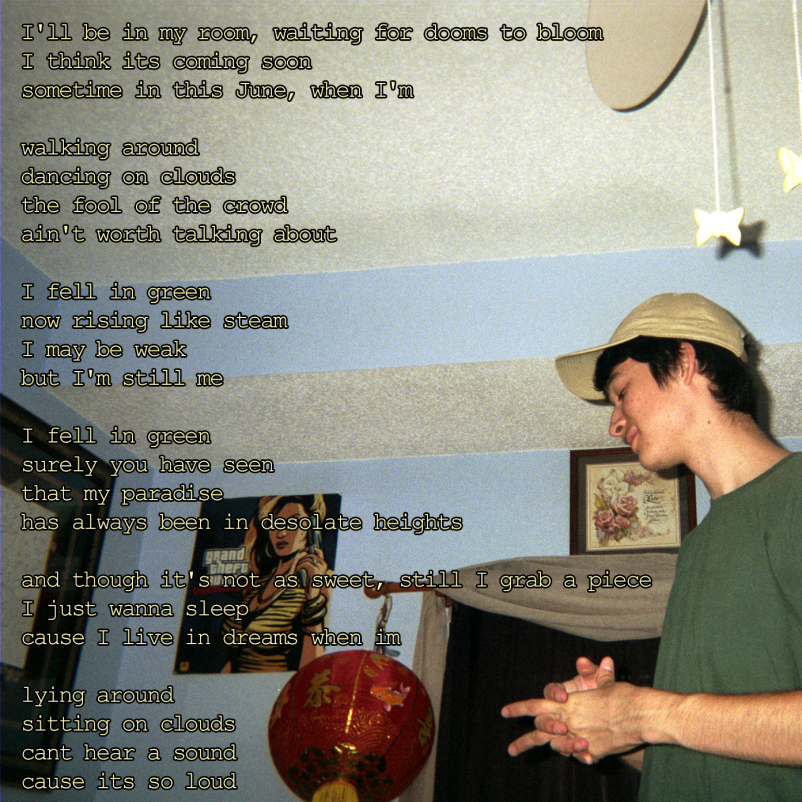 I'll be in my room, waiting for dooms to bloom
I think its coming soon
sometime in this June, when I'm
walking around
dancing on clouds
the fool of the crowd
ain't worth talking about
I fell in green
now rising like steam
I may be weak
but I'm still me
I fell in green
surely you have seen
that my paradise
has always been in desolate heights
and though it's not as sweet, still I grab a piece
I just wanna sleep
cause I live in dreams when im
lying around
sitting on clouds
cant hear a sound
cause its so loud
grand
theft
恭